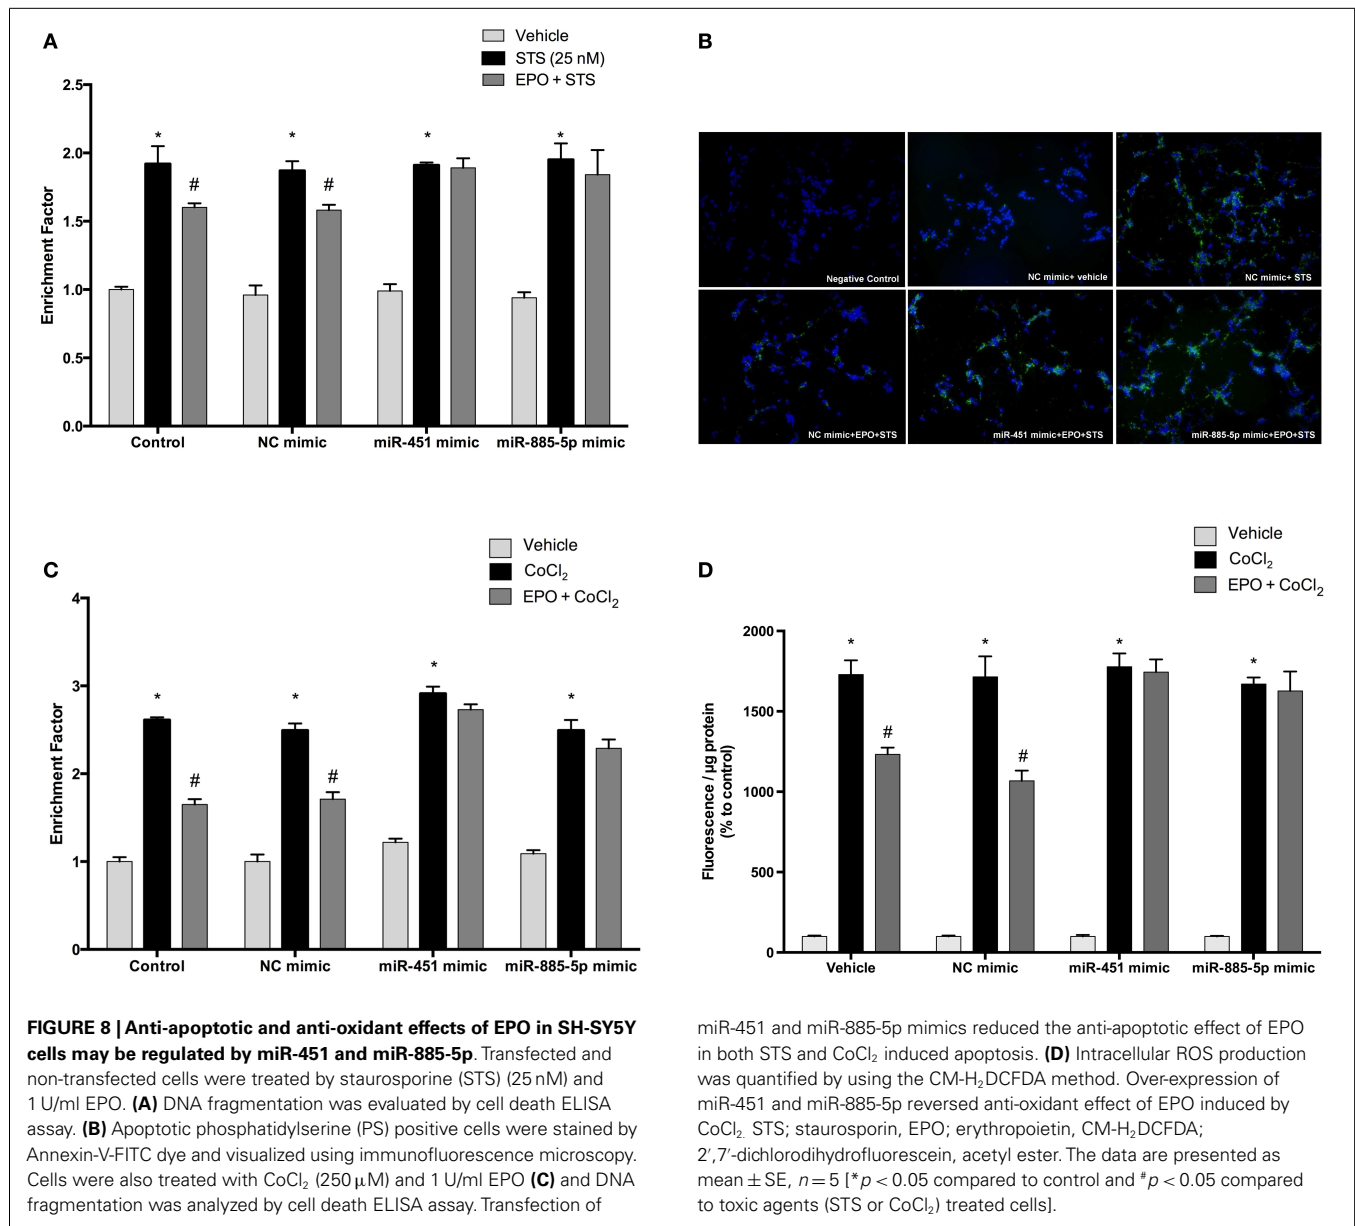 A
Vehicle
STS (25 nM)
EPO + STS
2.5
2.0
1.5
1.0
0.5
0.0
Enrichment Factor
* # * # * *
Control NC mimic miR-451 mimic miR-885-5p mimic
B
Negative Control
NC mimic+ vehicle
NC mimic+ STS
NC mimic+EPO+STS
miR-451 mimic+EPO+STS
miR-885-5p mimic+EPO+STS
C
Vehicle
CoCl₂
EPO + CoCl₂
4
3
2
1
0
Enrichment Factor
* # * # * *
Control NC mimic miR-451 mimic miR-885-5p mimic
D
Vehicle
CoCl₂
EPO + CoCl₂
2000
1500
1000
500
0
Fluorescence / µg protein
(% to control)
* # * # * *
Vehicle NC mimic miR-451 mimic miR-885-5p mimic
FIGURE 8 | Anti-apoptotic and anti-oxidant effects of EPO in SH-SY5Y
cells may be regulated by miR-451 and miR-885-5p. Transfected and
non-transfected cells were treated by staurosporine (STS) (25 nM) and
1 U/ml EPO. (A) DNA fragmentation was evaluated by cell death ELISA
assay. (B) Apoptotic phosphatidylserine (PS) positive cells were stained by
Annexin-V-FITC dye and visualized using immunofluorescence microscopy.
Cells were also treated with CoCl₂ (250 µM) and 1 U/ml EPO (C) and DNA
fragmentation was analyzed by cell death ELISA assay. Transfection of
miR-451 and miR-885-5p mimics reduced the anti-apoptotic effect of EPO
in both STS and CoCl₂ induced apoptosis. (D) Intracellular ROS production
was quantified by using the CM-H₂DCFDA method. Over-expression of
miR-451 and miR-885-5p reversed anti-oxidant effect of EPO induced by
CoCl₂. STS; staurosporin, EPO; erythropoietin, CM-H₂DCFDA;
2′,7′-dichlorodihydrofluorescein, acetyl ester. The data are presented as
mean ± SE, n = 5 [*p < 0.05 compared to control and #p < 0.05 compared
to toxic agents (STS or CoCl₂) treated cells].